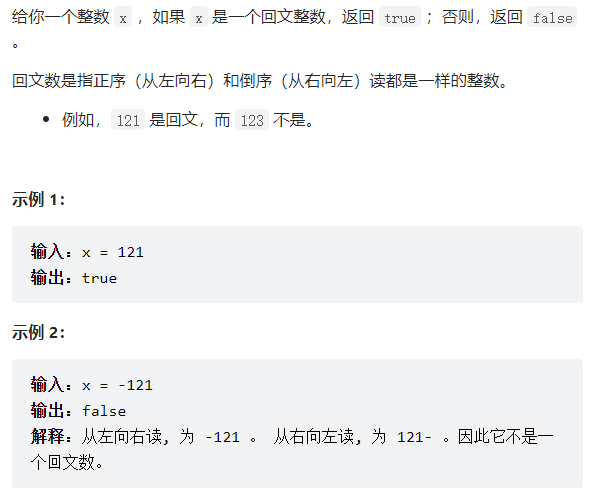 给你一个整数 x ，如果 x 是一个回文整数，返回 true ；否则，返回 false
。
回文数是指正序（从左向右）和倒序（从右向左）读都是一样的整数。
• 例如，121 是回文，而 123 不是。
示例 1：
输入：x = 121
输出：true
示例 2：
输入：x = -121
输出：false
解释：从左向右读, 为 -121 。 从右向左读, 为 121- 。因此它不是一
个回文数。